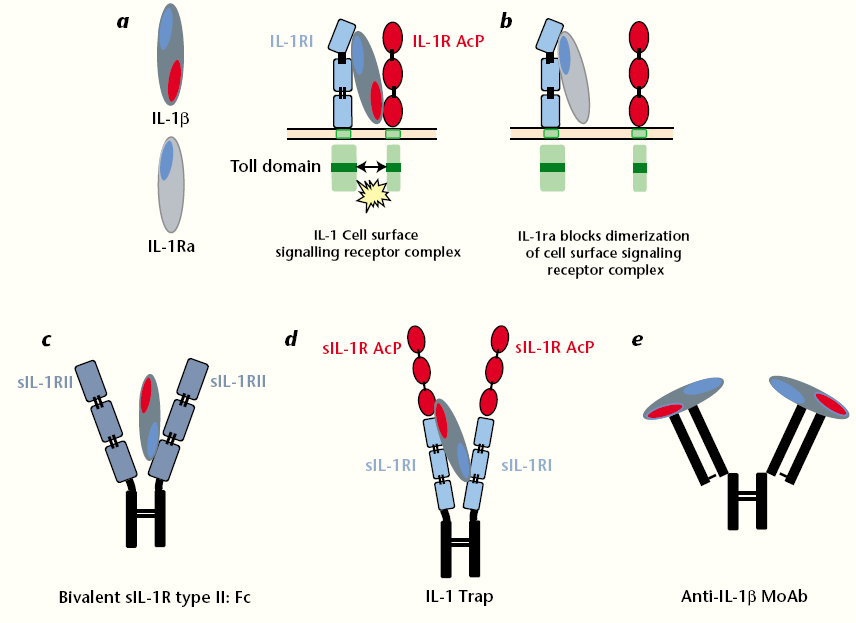 a
IL-1β
IL-1Ra
IL-1RI
IL-1R AcP
Toll domain
IL-1 Cell surface
signalling receptor complex
b
IL-1ra blocks dimerization
of cell surface signaling
receptor complex
c
sIL-1RII
sIL-1RII
Bivalent sIL-1R type II: Fc
d
sIL-1R AcP
sIL-1R AcP
sIL-1RI
sIL-1RI
IL-1 Trap
e
Anti-IL-1β MoAb